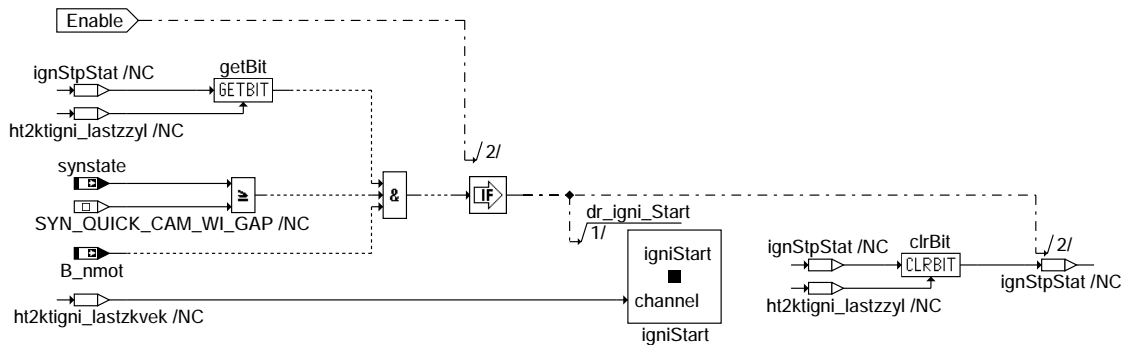 Enable
ignStpStat /NC
getBit
GETBIT
ht2ktigni_lastzzyl /NC
2/
synstate
≥
&
IF
SYN_QUICK_CAM_WI_GAP /NC
dr_igni_Start
1/
B_nmot
igniStart
channel
igniStart
ht2ktigni_lastzkvek /NC
ignStpStat /NC
clrBit
CLRBIT
2/
ignStpStat /NC
ht2ktigni_lastzzyl /NC